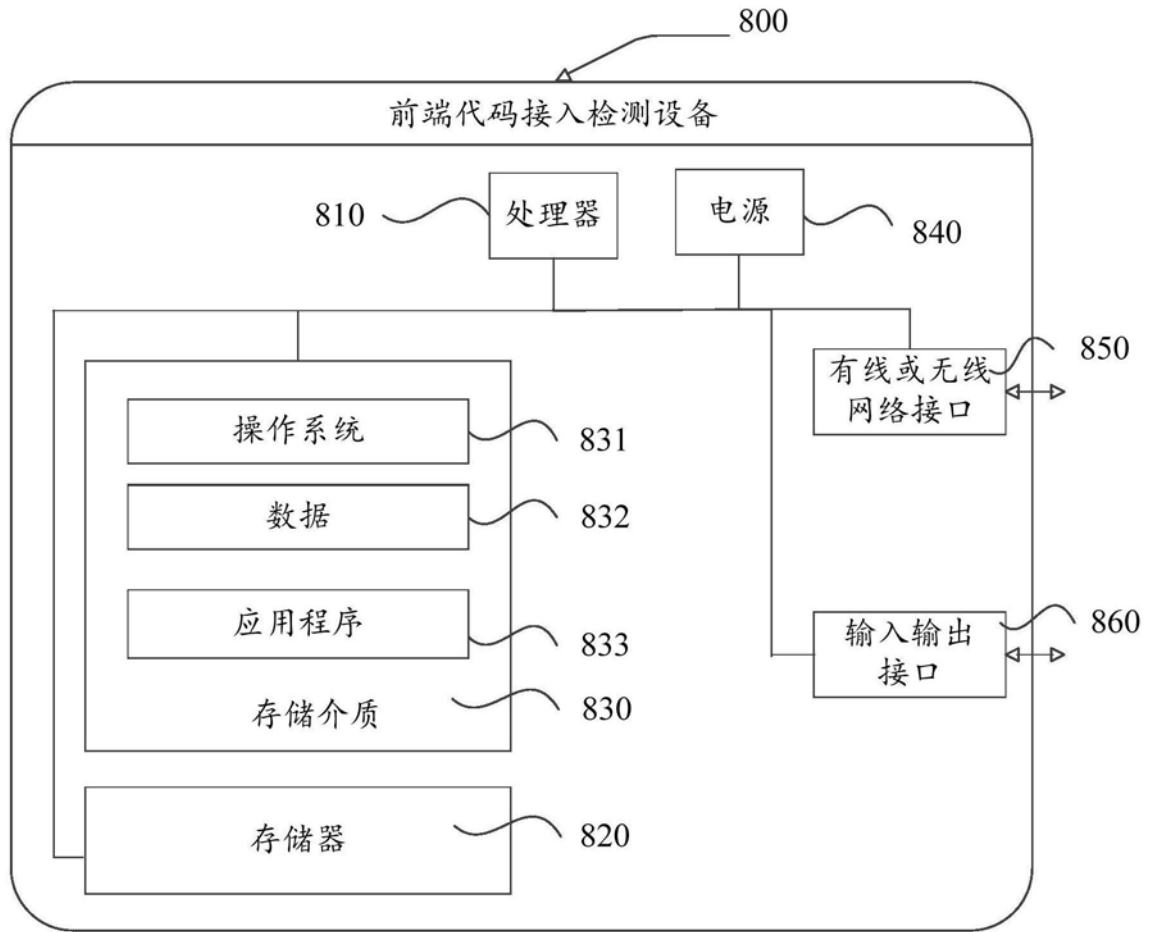 800
前端代码接入检测设备
810
处理器
电源
840
有线或无线
网络接口
850
操作系统
831
数据
832
应用程序
833
存储介质
830
输入输出
接口
860
存储器
820